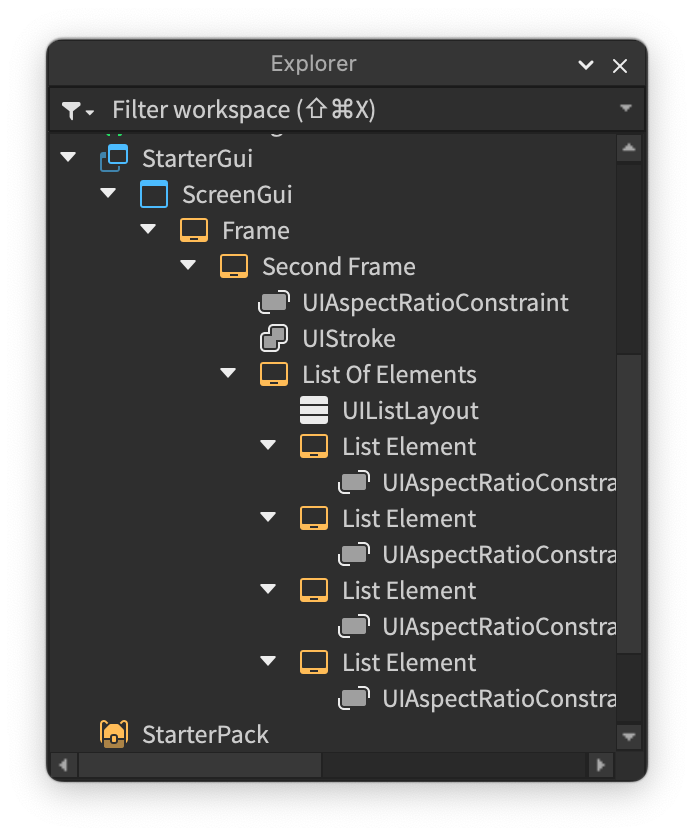 Explorer
Filter workspace (⇧⌘X)
StarterGui
ScreenGui
Frame
Second Frame
UIAspectRatioConstraint
UIStroke
List Of Elements
UIListLayout
List Element
UIAspectRatioConstra
List Element
UIAspectRatioConstra
List Element
UIAspectRatioConstra
List Element
UIAspectRatioConstra
StarterPack